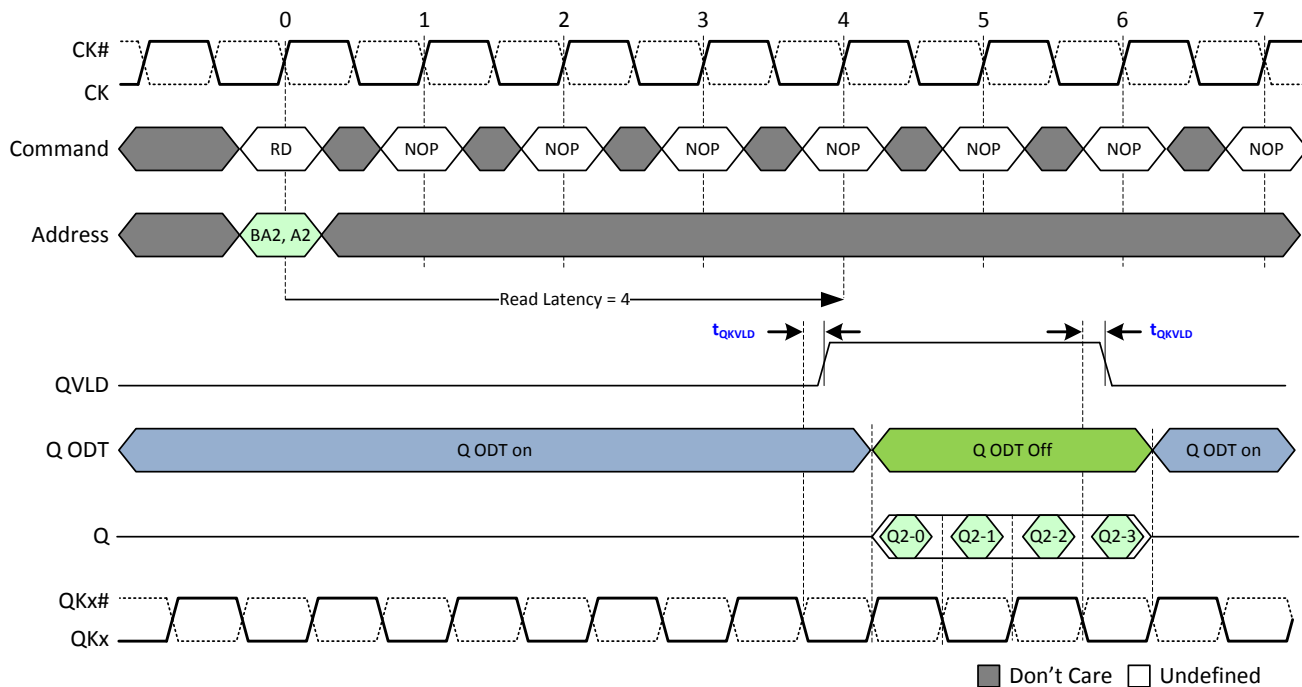 0 1 2 3 4 5 6 7
CK#
CK
Command RD NOP NOP NOP NOP NOP NOP NOP
Address BA2, A2
Read Latency = 4
tQKVLD tQKVLD
QVLD
Q ODT Q ODT on Q ODT Off Q ODT on
Q Q2-0 Q2-1 Q2-2 Q2-3
QKx#
QKx
Don't Care Undefined